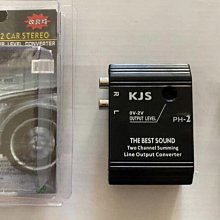 2 CAR STEREO
LEVEL CONVERTER
KJS
R
L
0V-2V
OUTPUT LEVEL
PH-2
THE BEST SOUND
Two Channel Summing
Line Output Converter